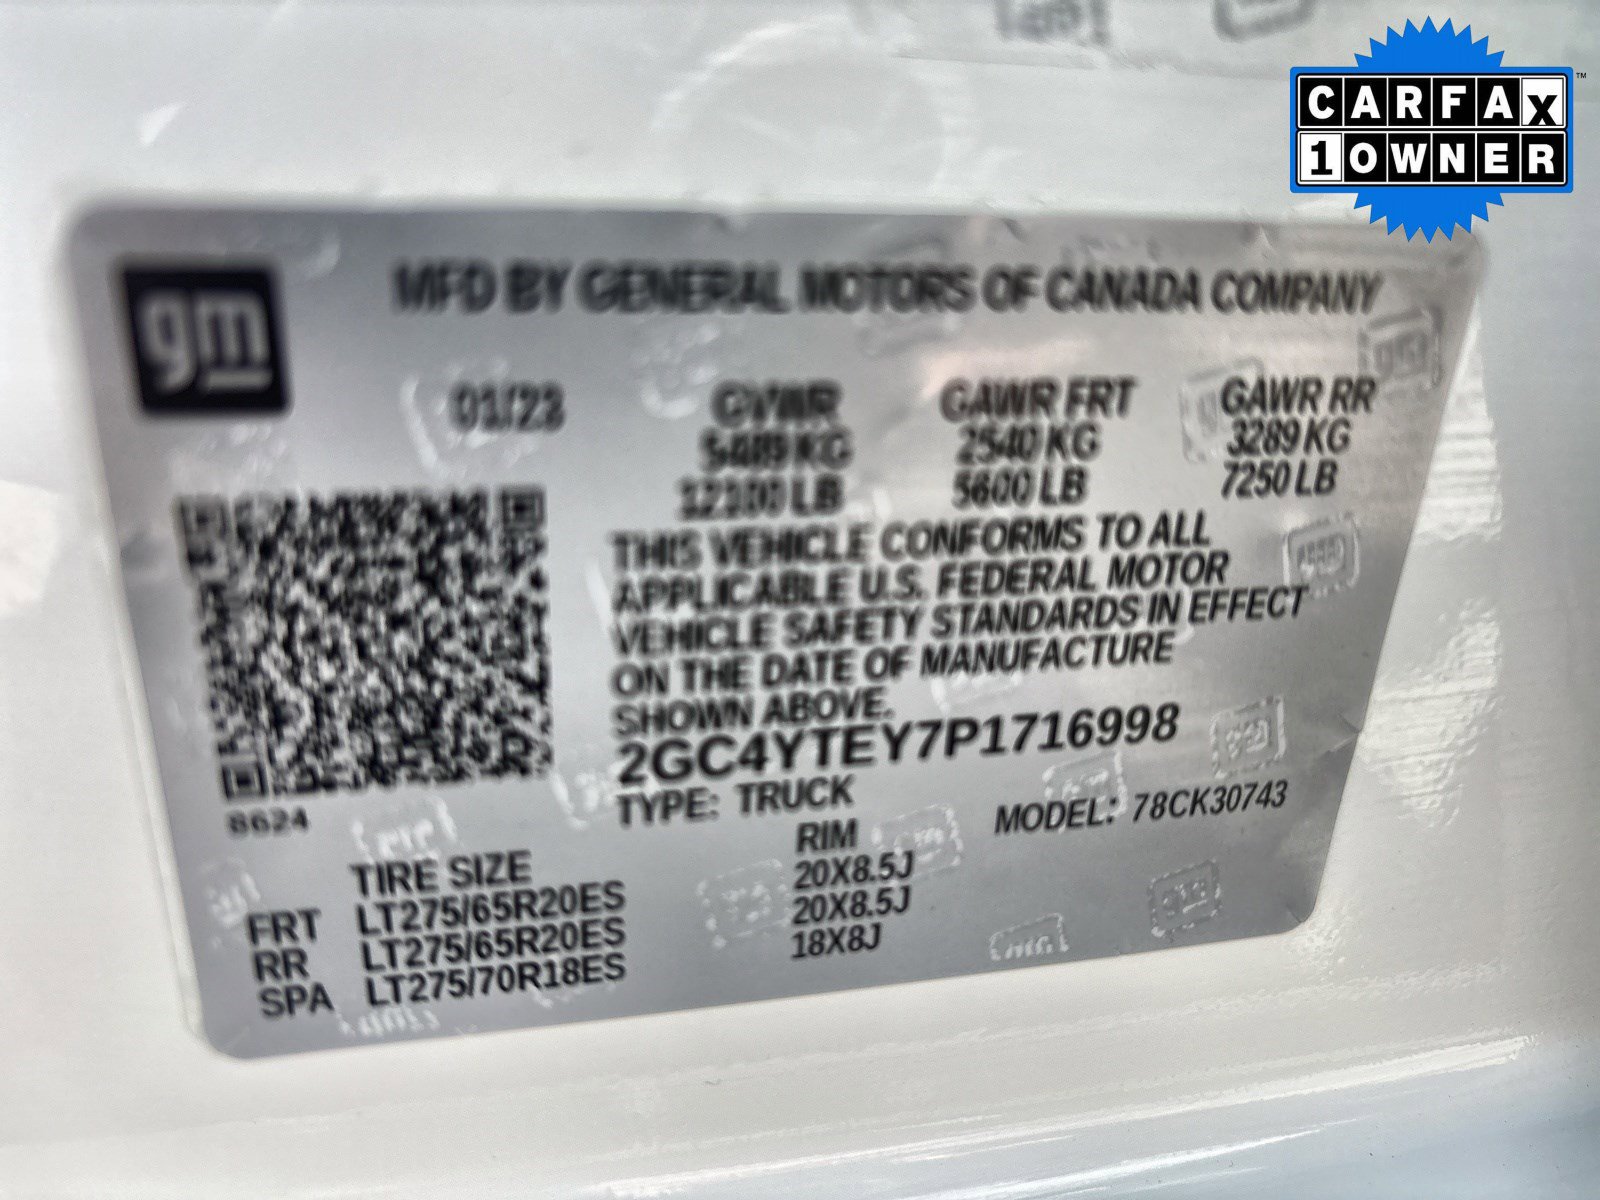 CARFAX
1 OWNER
™
gm
MFD BY GENERAL MOTORS OF CANADA COMPANY
01/23 GVWR GAWR FRT GAWR RR
5489 KG 2540 KG 3289 KG
12100 LB 5600 LB 7250 LB
THIS VEHICLE CONFORMS TO ALL
APPLICABLE U.S. FEDERAL MOTOR
VEHICLE SAFETY STANDARDS IN EFFECT
ON THE DATE OF MANUFACTURE
SHOWN ABOVE.
2GC4YTEY7P1716998
8624
TYPE: TRUCK MODEL: 78CK30743
TIRE SIZE RIM
FRT LT275/65R20ES 20X8.5J
RR LT275/65R20ES 20X8.5J
SPA LT275/70R18ES 18X8J